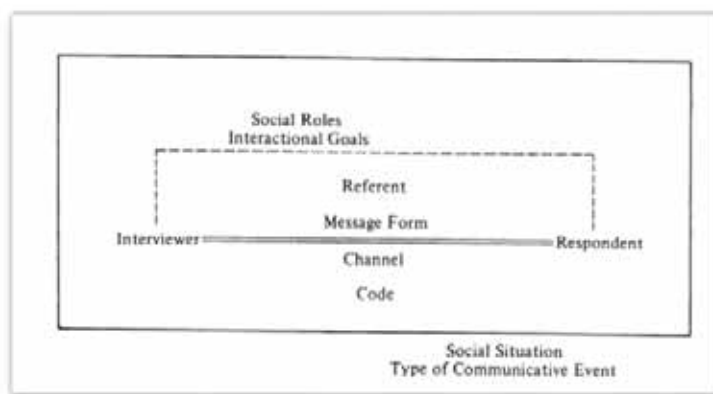 Social Roles
Interactional Goals
Referent
Message Form
Interviewer
Respondent
Channel
Code
Social Situation
Type of Communicative Event